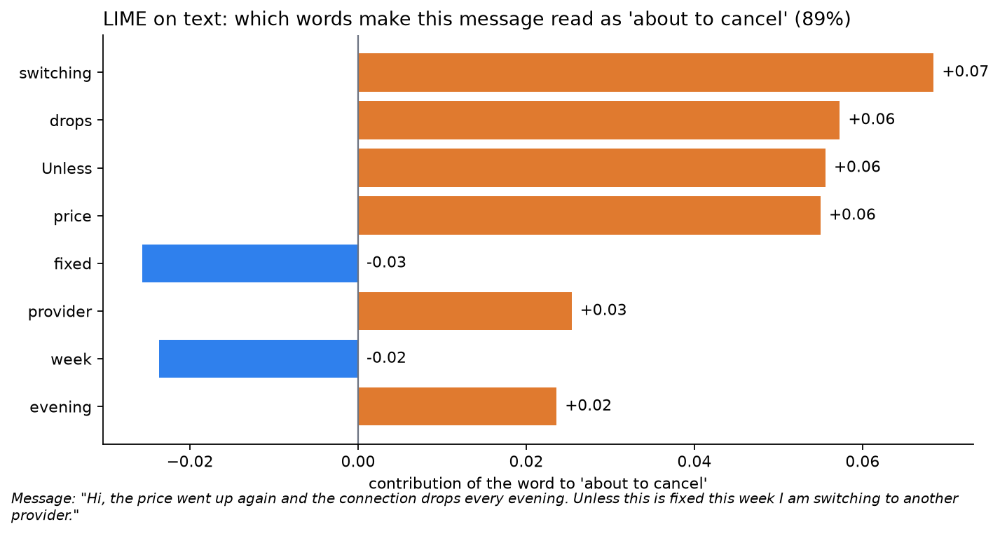 LIME on text: which words make this message read as 'about to cancel' (89%)
switching +0.07
drops +0.06
Unless +0.06
price +0.06
fixed -0.03
provider +0.03
week -0.02
evening +0.02
−0.02 0.00 0.02 0.04 0.06
contribution of the word to 'about to cancel'
Message: "Hi, the price went up again and the connection drops every evening. Unless this is fixed this week I am switching to another
provider."